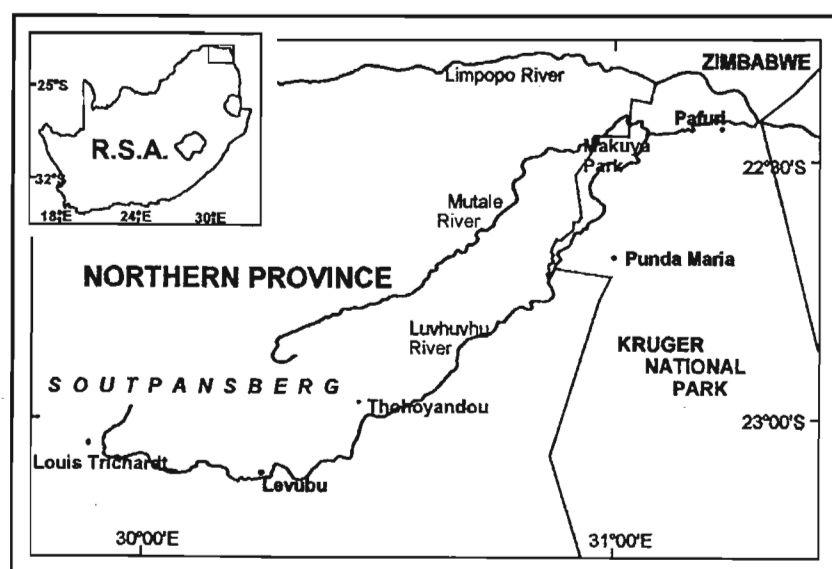 25°S
R.S.A.
32°S
18°E 24°E 30°E
ZIMBABWE
Limpopo River
Pafuri
Makuya
Park
22°30'S
Mutale
River
Punda Maria
NORTHERN PROVINCE
Luvhuvhu
River
KRUGER
NATIONAL
PARK
SOUTPANSBERG
Thohoyandou
23°00'S
Louis Trichardt
Levubu
30°00'E
31°00'E